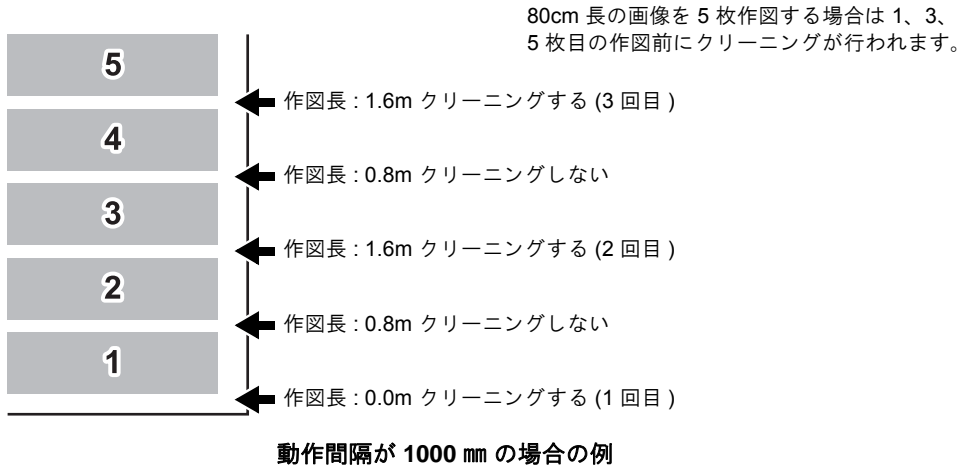 80cm 長の画像を 5 枚作図する場合は 1、3、
5 枚目の作図前にクリーニングが行われます。
5
作図長 : 1.6m クリーニングする (3 回目 )
4
作図長 : 0.8m クリーニングしない
3
作図長 : 1.6m クリーニングする (2 回目 )
2
作図長 : 0.8m クリーニングしない
1
作図長 : 0.0m クリーニングする (1 回目 )
動作間隔が 1000 ㎜ の場合の例